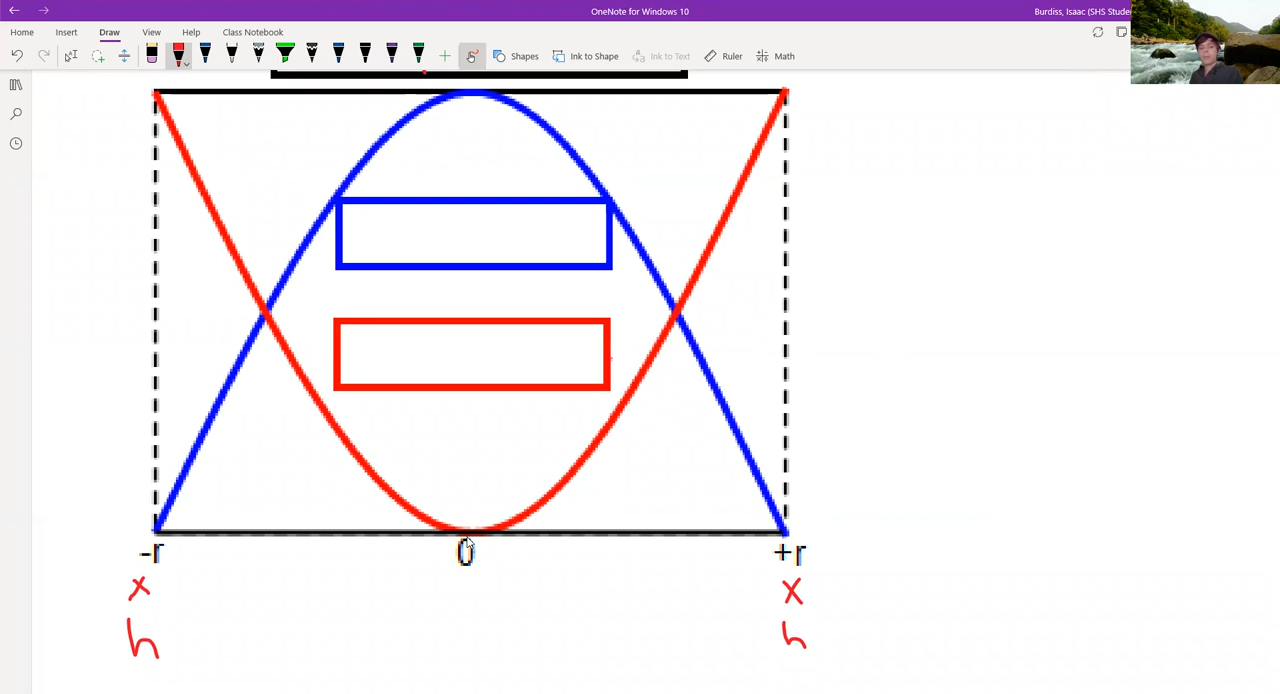 OneNote for Windows 10
Burdiss, Isaac (SHS Stude
Home Insert Draw View Help Class Notebook
Shapes Ink to Shape Ink to Text Ruler Math
-r 0 +r
x x
h h